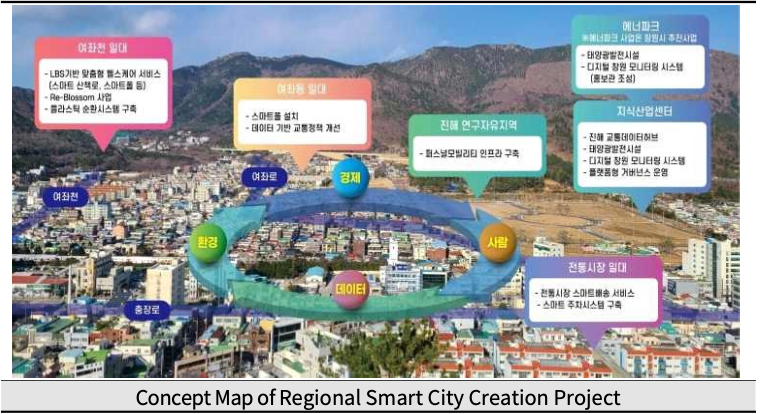 여좌천 일대
- LBS기반 맞춤형 헬스케어 서비스
(스마트 산책로, 스마트폴 등)
- Re-Blossom 사업
- 플라스틱 순환시스템 구축
여좌동 일대
- 스마트폴 설치
- 데이터 기반 교통정책 개선
진해 연구자유지역
- 퍼스널모빌리티 인프라 구축
에너파크
※에너파크 사업은 창원시 추진사업
- 태양광발전시설
- 디지털 창원 모니터링 시스템
(홍보관 조성)
지식산업센터
- 진해 교통데이터허브
- 태양광발전시설
- 디지털 창원 모니터링 시스템
- 플랫폼형 거버넌스 운영
여좌천
여좌로
경제
환경
사람
데이터
충장로
전통시장 일대
- 전통시장 스마트배송 서비스
- 스마트 주차시스템 구축
Concept Map of Regional Smart City Creation Project